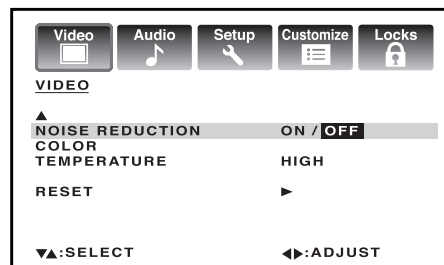 Video Audio Setup Customize Locks
VIDEO
▲
NOISE REDUCTION ON / OFF
COLOR
TEMPERATURE HIGH
RESET ►
▼▲:SELECT ◀▶:ADJUST